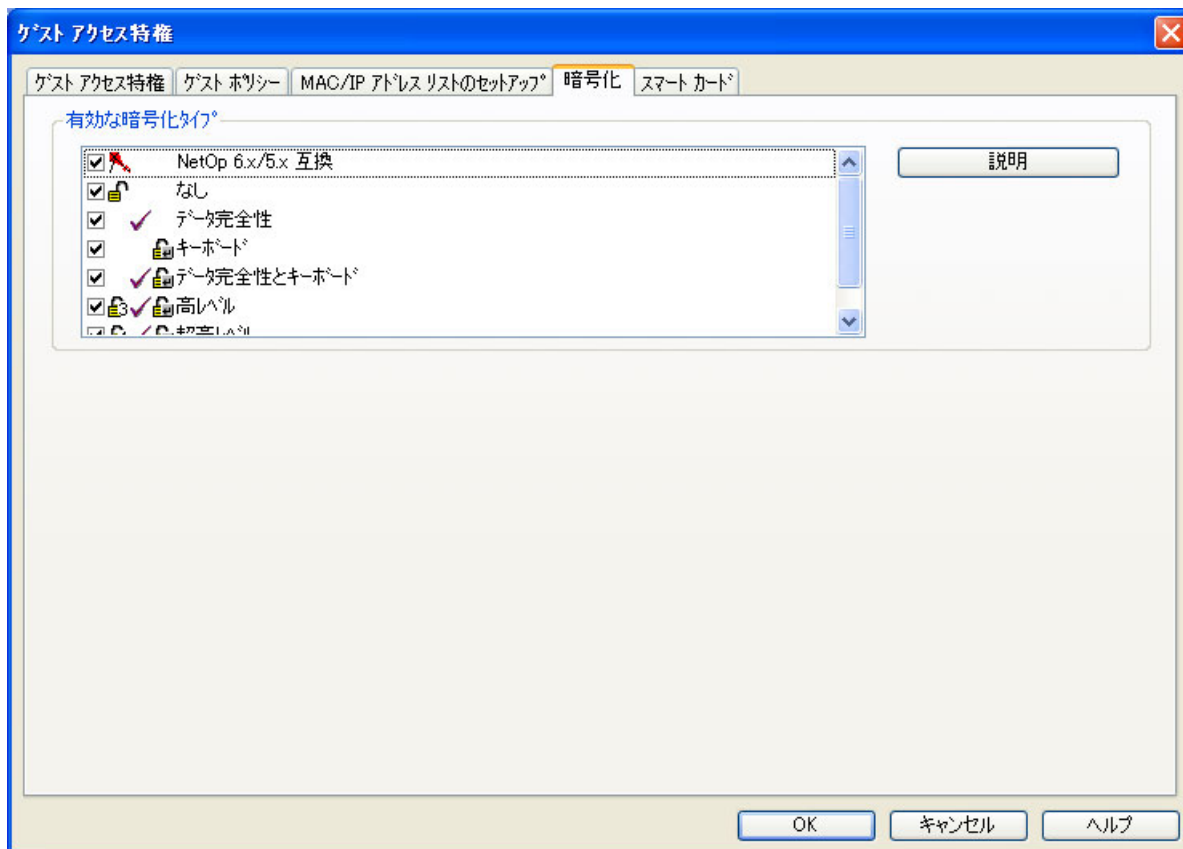 ｹﾞｽﾄ ｱｸｾｽ特権
ｹﾞｽﾄ ｱｸｾｽ特権 ｹﾞｽﾄ ﾎﾟﾘｼｰ MAC/IP ｱﾄﾞﾚｽ ﾘｽﾄのｾｯﾄｱｯﾌﾟ 暗号化 ｽﾏｰﾄ ｶｰﾄﾞ
有効な暗号化ﾀｲﾌﾟ
NetOp 6.x/5.x 互換 説明
なし
ﾃﾞｰﾀ完全性
ｷｰﾎﾞｰﾄﾞ
ﾃﾞｰﾀ完全性とｷｰﾎﾞｰﾄﾞ
高ﾚﾍﾞﾙ
超高ﾚﾍﾞﾙ
OK ｷｬﾝｾﾙ ﾍﾙﾌﾟ